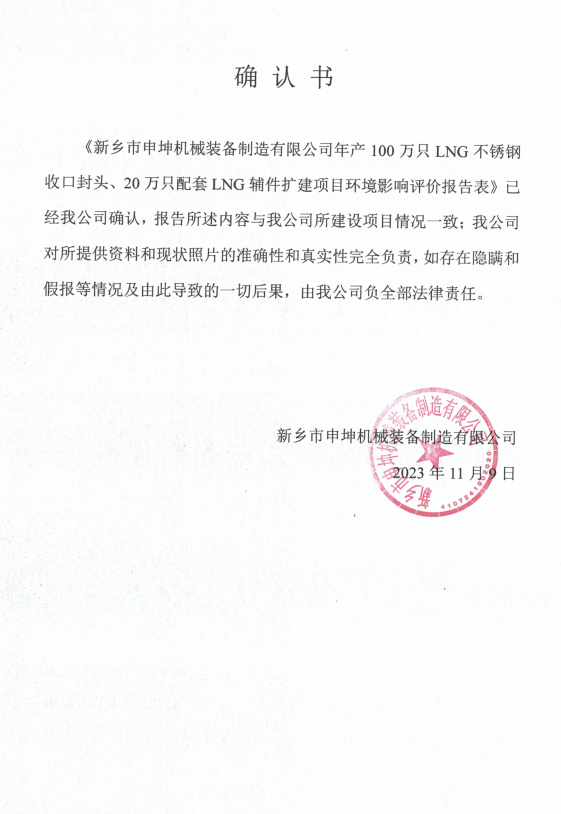 确认书
《新乡市申坤机械装备制造有限公司年产 100 万只 LNG 不锈钢
收口封头、20 万只配套 LNG 辅件扩建项目环境影响评价报告表》已
经我公司确认，报告所述内容与我公司所建设项目情况一致；我公司
对所提供资料和现状照片的准确性和真实性完全负责，如存在隐瞒和
假报等情况及由此导致的一切后果，由我公司负全部法律责任。
新乡市申坤机械装备制造有限公司
2023 年 11 月 9 日
新乡市申坤机械装备制造有限公司
4107241002020